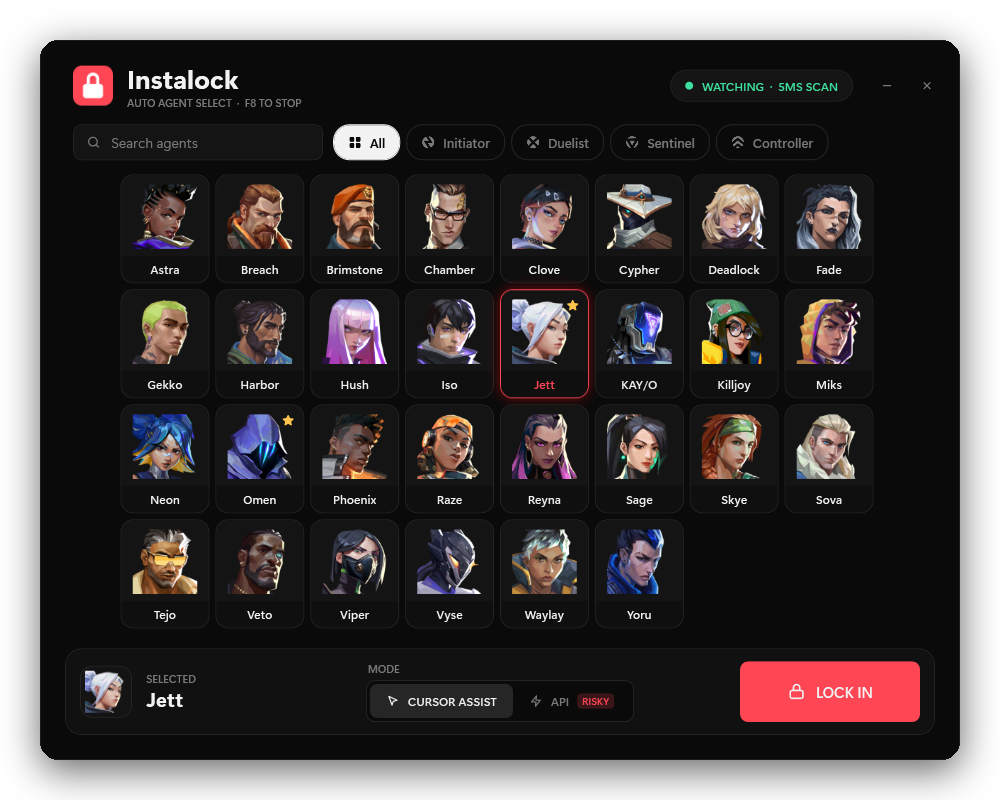 Instalock
AUTO AGENT SELECT · F8 TO STOP
WATCHING · 5MS SCAN
Search agents
All
Initiator
Duelist
Sentinel
Controller
Astra
Breach
Brimstone
Chamber
Clove
Cypher
Deadlock
Fade
Gekko
Harbor
Hush
Iso
Jett
KAY/O
Killjoy
Miks
Neon
Omen
Phoenix
Raze
Reyna
Sage
Skye
Sova
Tejo
Veto
Viper
Vyse
Waylay
Yoru
SELECTED
Jett
MODE
CURSOR ASSIST
API RISKY
LOCK IN